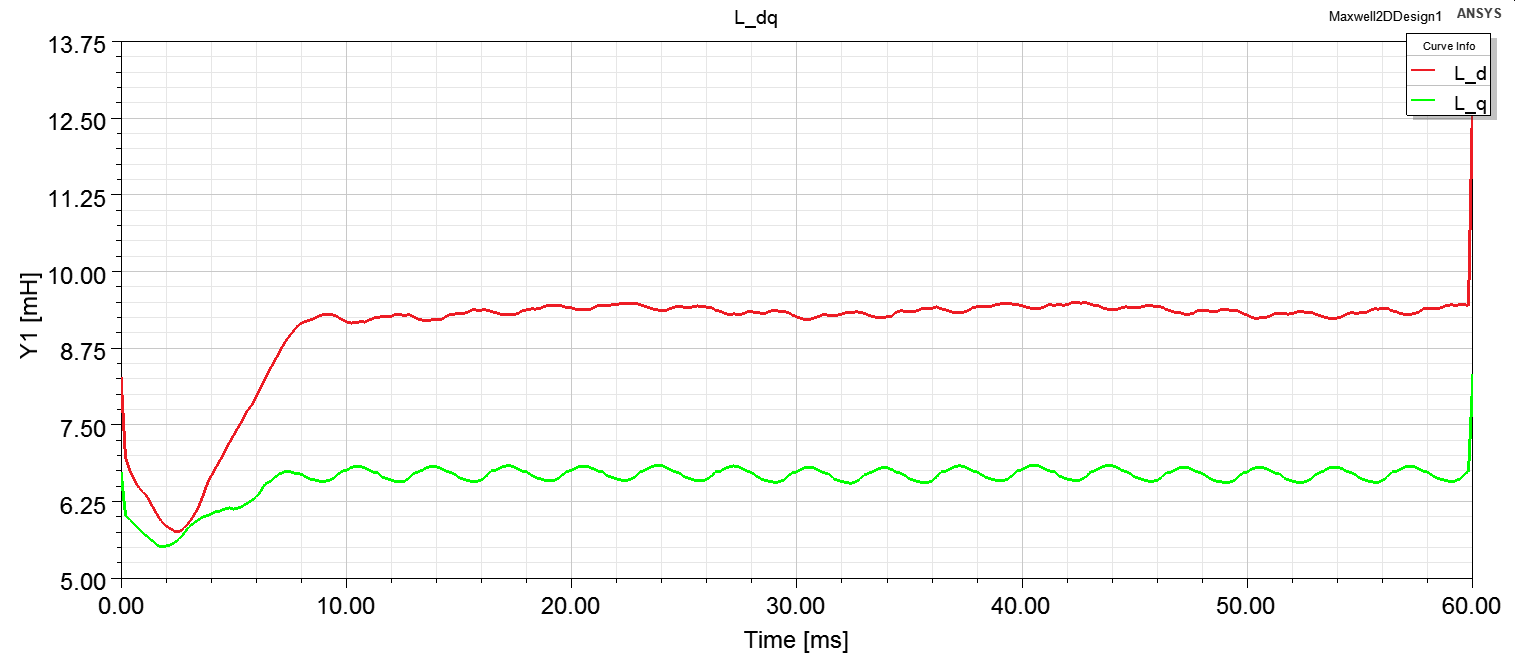 L_dq
Maxwell2DDesign1 ANSYS
Curve Info
L_d
L_q
13.75
12.50
11.25
10.00
8.75
7.50
6.25
5.00
Y1 [mH]
0.00 10.00 20.00 30.00 40.00 50.00 60.00
Time [ms]